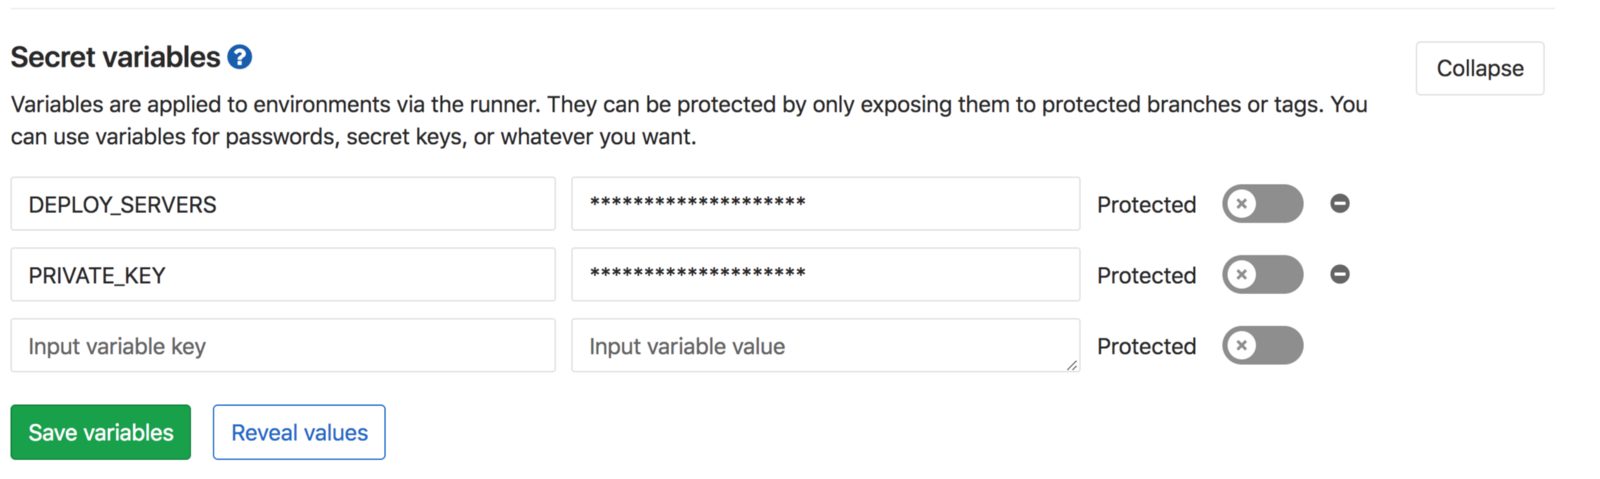 Secret variables ?
Collapse
Variables are applied to environments via the runner. They can be protected by only exposing them to protected branches or tags. You
can use variables for passwords, secret keys, or whatever you want.
DEPLOY_SERVERS ******************** Protected
PRIVATE_KEY ******************** Protected
Input variable key Input variable value Protected
Save variables Reveal values